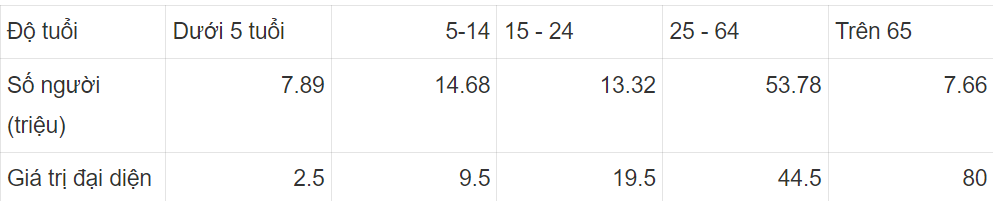 Độ tuổi Dưới 5 tuổi 5-14 15 - 24 25 - 64 Trên 65
Số người (triệu) 7.89 14.68 13.32 53.78 7.66
Giá trị đại diện 2.5 9.5 19.5 44.5 80